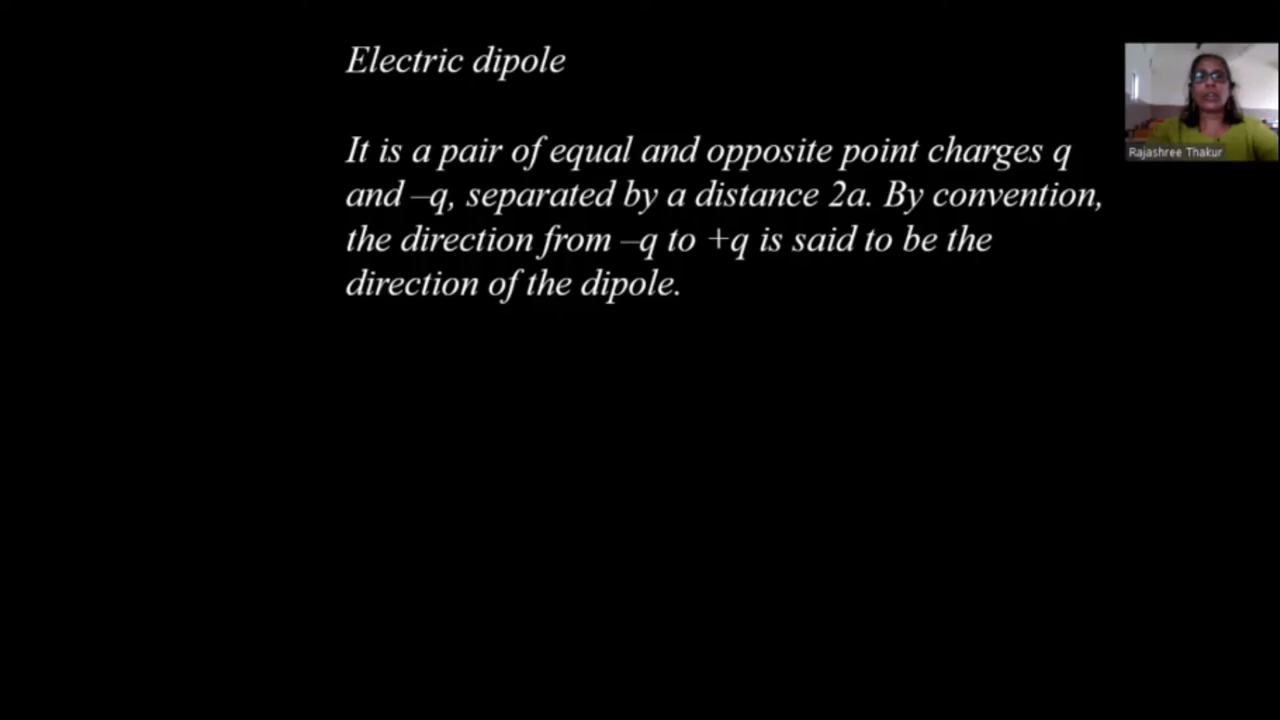 Electric dipole
It is a pair of equal and opposite point charges q
and –q, separated by a distance 2a. By convention,
the direction from –q to +q is said to be the
direction of the dipole.
Rajashree Thakur